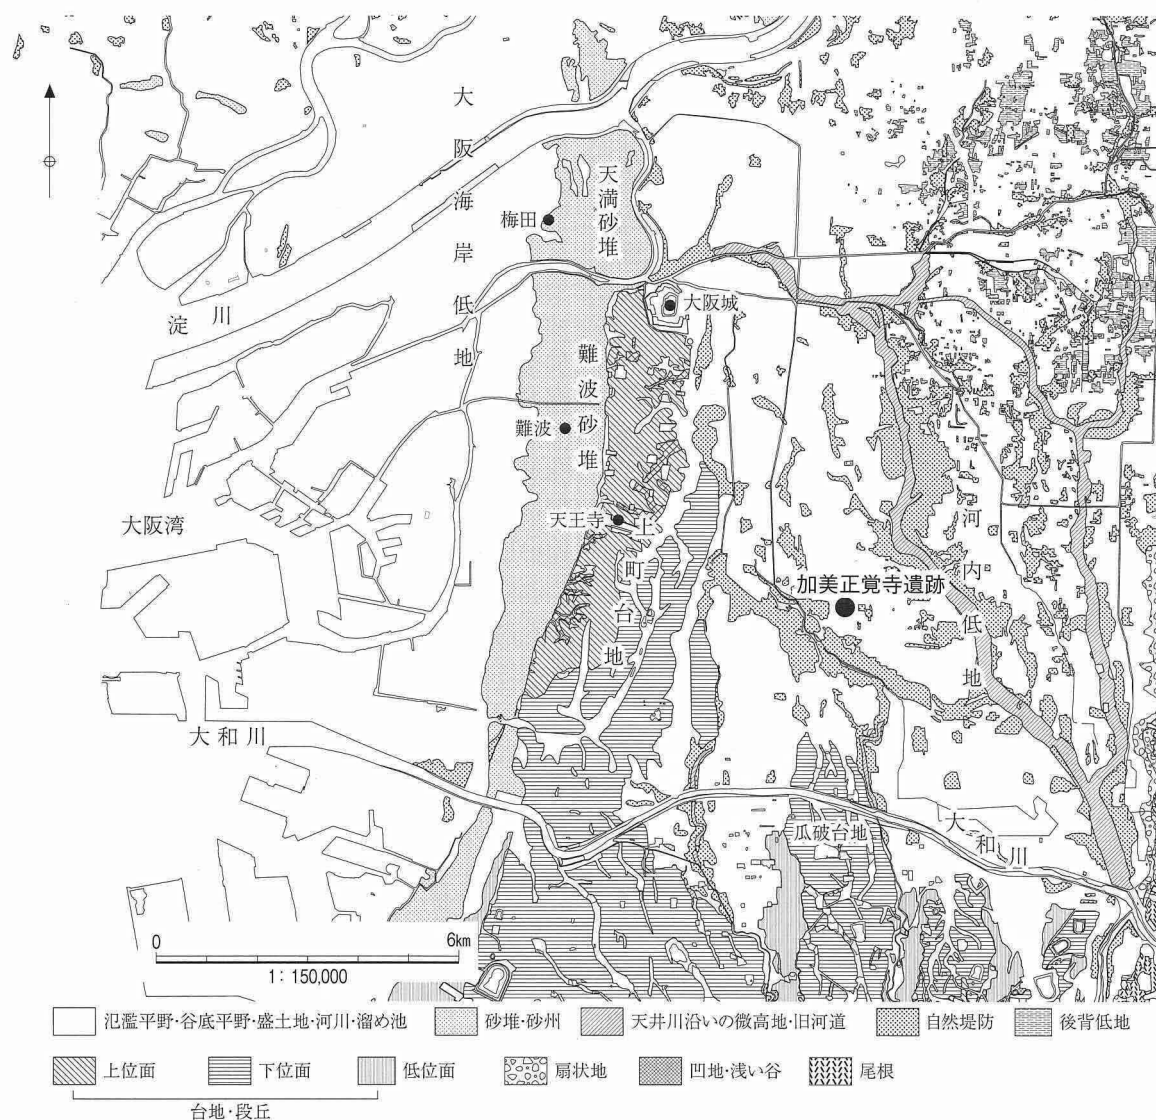 大阪海岸低地
天満砂堆
梅田
大阪城
淀川
難波砂堆
難波
大阪湾
天王寺
上町台地
河内低地
加美正覚寺遺跡
大和川
瓜破台地
大和川
0 6km
1：150,000
氾濫平野・谷底平野・盛土地・河川・溜め池 砂堆・砂州 天井川沿いの微高地・旧河道 自然堤防 後背低地
上位面 下位面 低位面 扇状地 凹地・浅い谷 尾根
台地・段丘